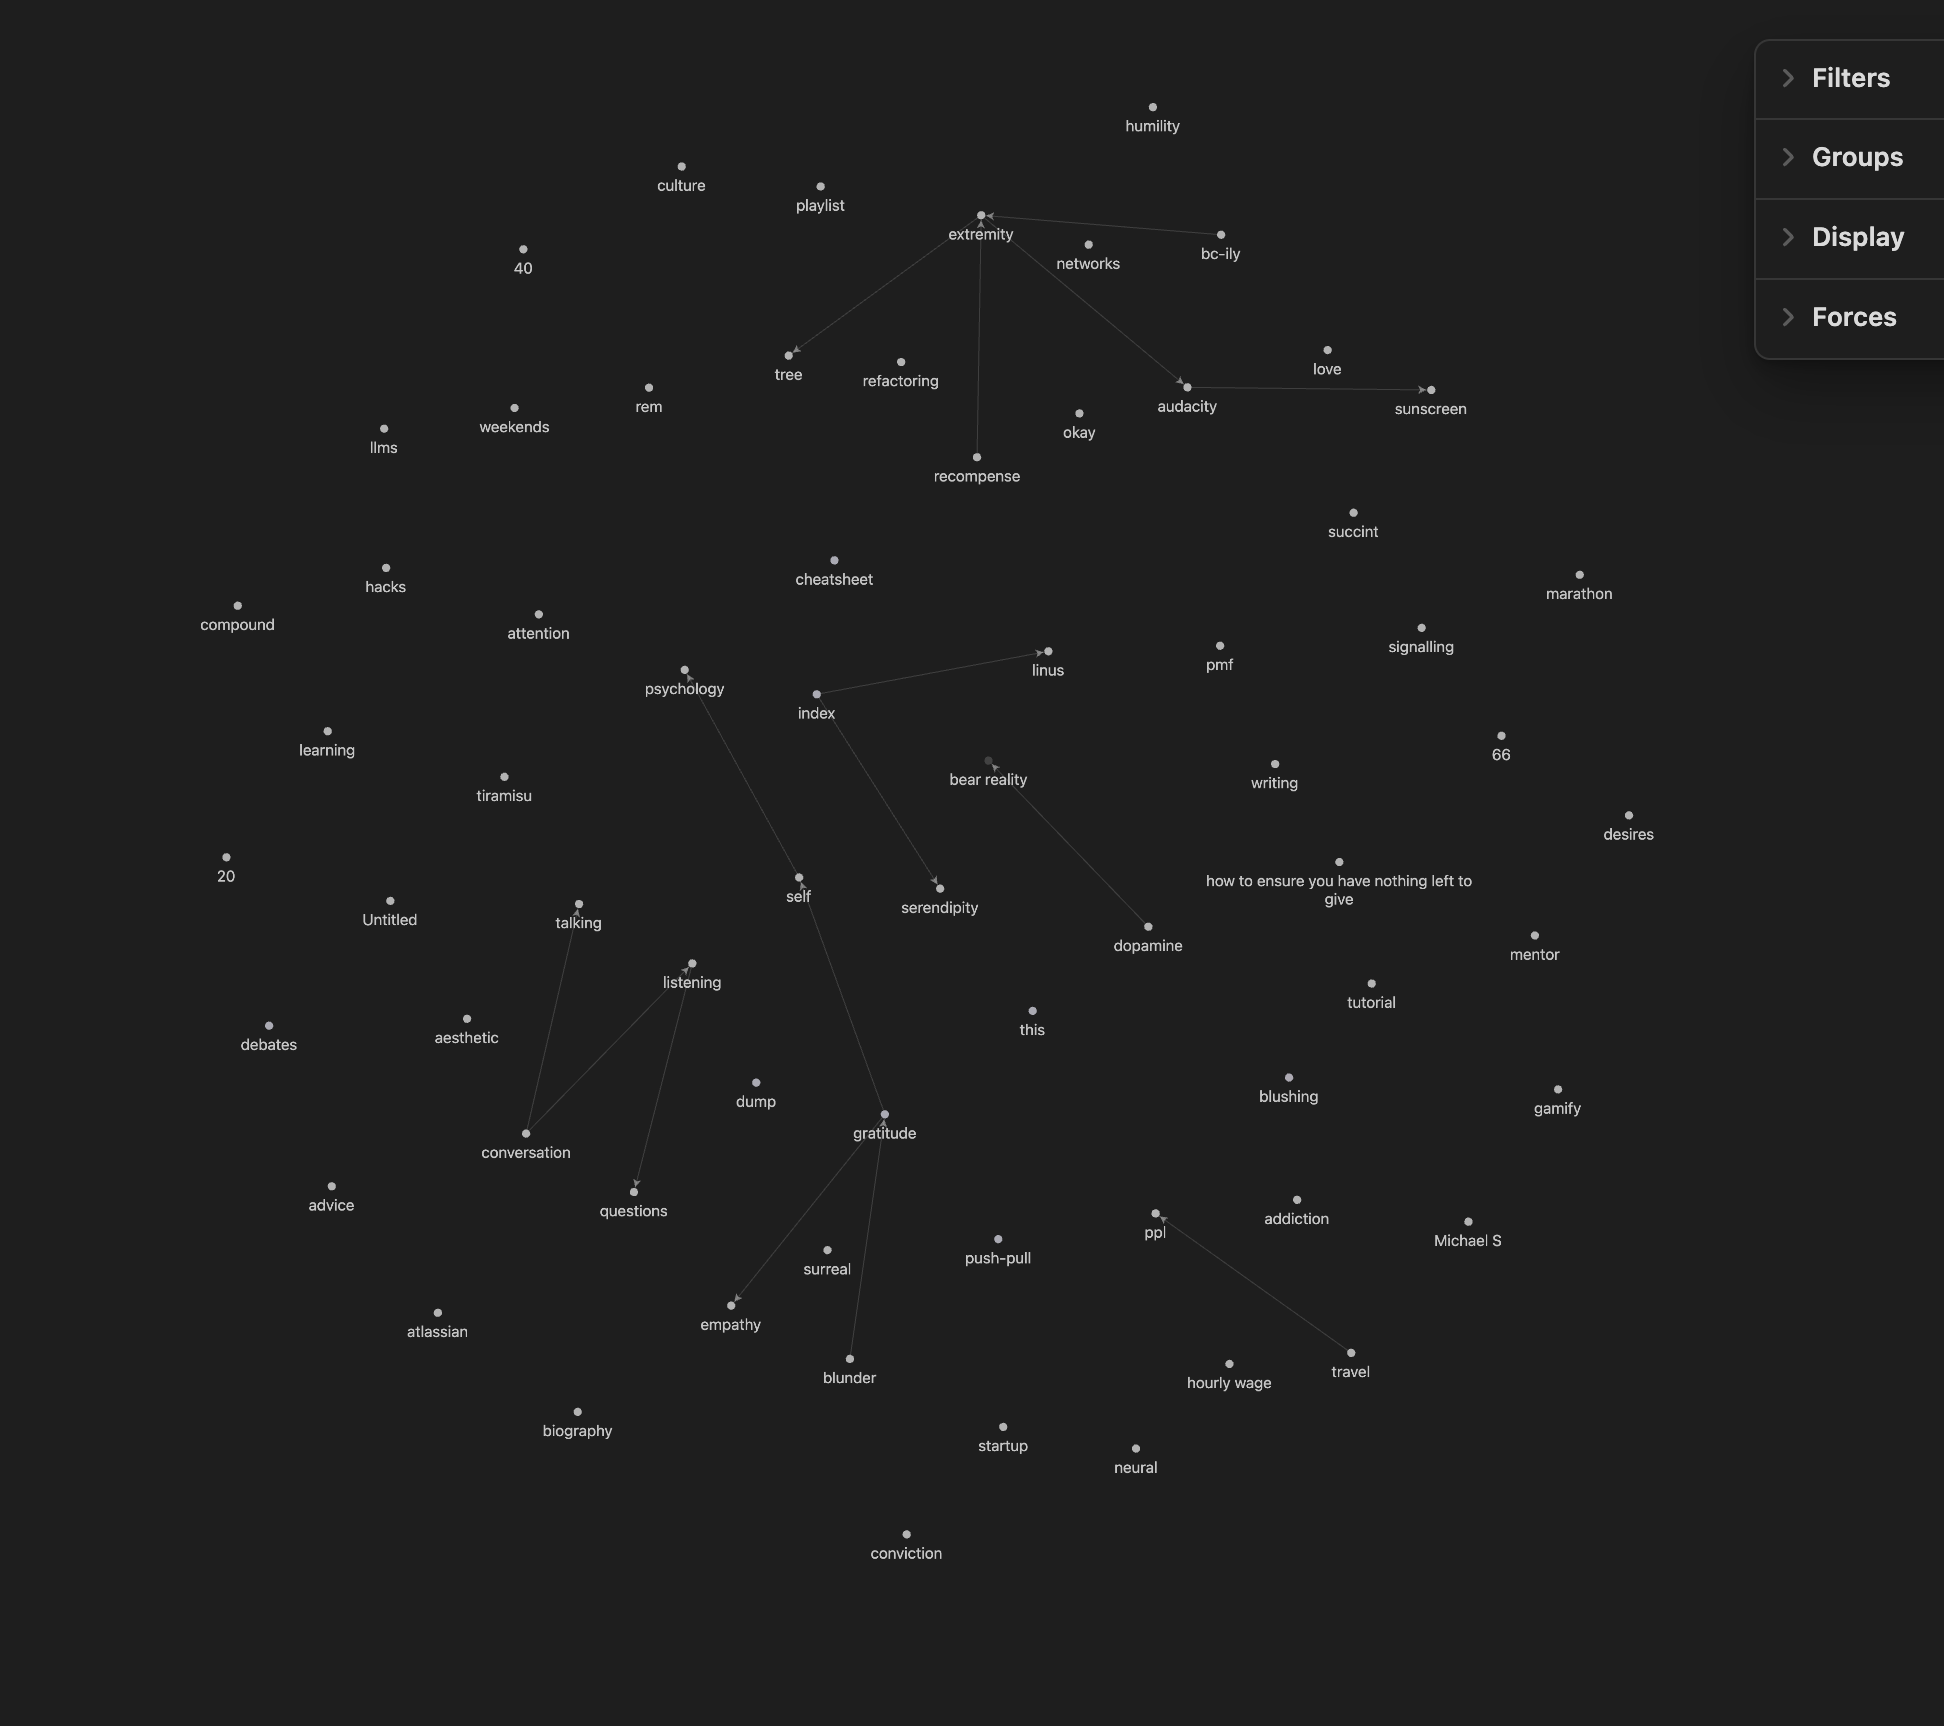 Filters
Groups
Display
Forces
humility
culture
playlist
extremity
bc-ily
networks
40
love
tree
refactoring
rem
audacity
sunscreen
weekends
okay
llms
recompense
succint
cheatsheet
hacks
marathon
compound
attention
signalling
pmf
linus
psychology
index
learning
66
bear reality
writing
tiramisu
desires
20
how to ensure you have nothing left to
give
self
serendipity
Untitled
talking
dopamine
mentor
listening
tutorial
this
aesthetic
debates
blushing
dump
gamify
gratitude
conversation
advice
questions
addiction
ppl
Michael S
push-pull
surreal
empathy
atlassian
travel
blunder
hourly wage
biography
startup
neural
conviction